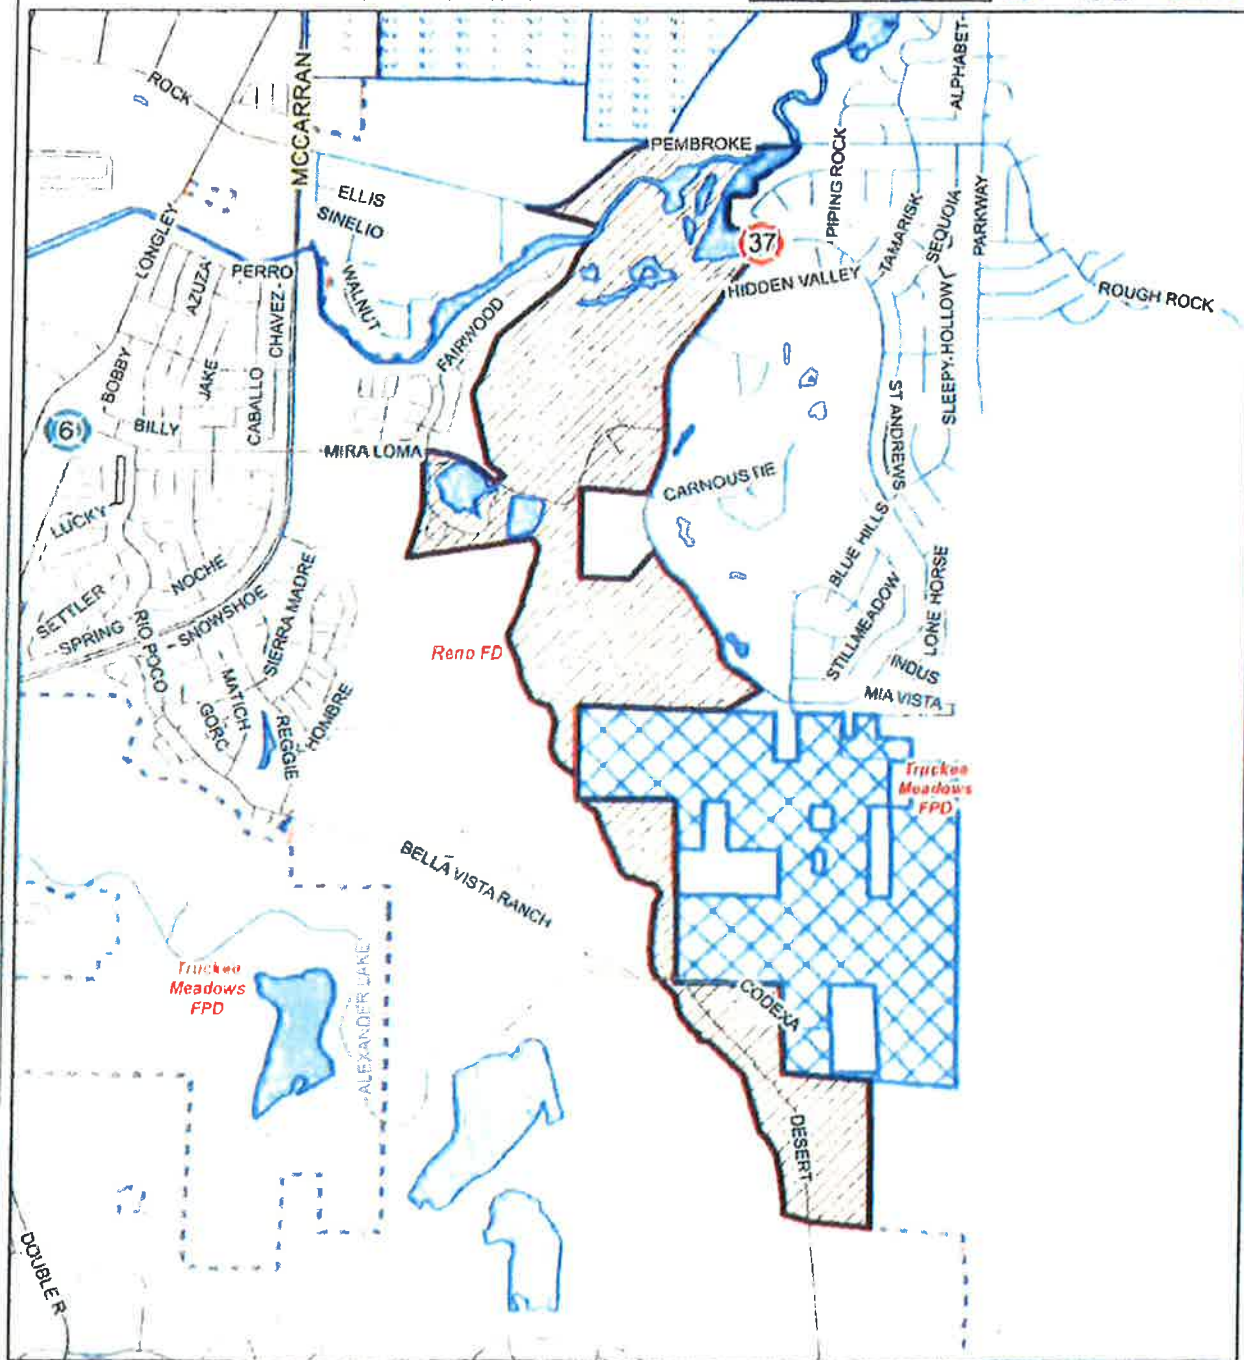 ALPHABET
ROCK
MCCARRAN
PEMBROKE
PIPING ROCK
ELLIS
SINELIO
TAMARISK
SEQUOIA
PARKWAY
LONGLEY
37
AZUZA
PERRO
WALNUT
HIDDEN VALLEY
ROUGH ROCK
CHAVEZ
FAIRWOOD
SLEEPY HOLLOW
BOBBY
JAKE
CABALLO
ST ANDREWS
6
BILLY
MIRA LOMA
CARNOUSTIE
LUCKY
BLUE HILLS
NOCHE
SIERRA MADRE
LONE HORSE
SETTLER
SNOWSHOE
STILLMEADOW
SPRING
RIO POCO
Reno FD
INDUS
MATICH
MIA VISTA
GORC
HOMBRE
REGGIE
Truckee
Meadows
FPD
BELLA VISTA RANCH
Truckee
Meadows
FPD
ALEXANDER LAKE
CODEXA
DESERT
DOUBLE R